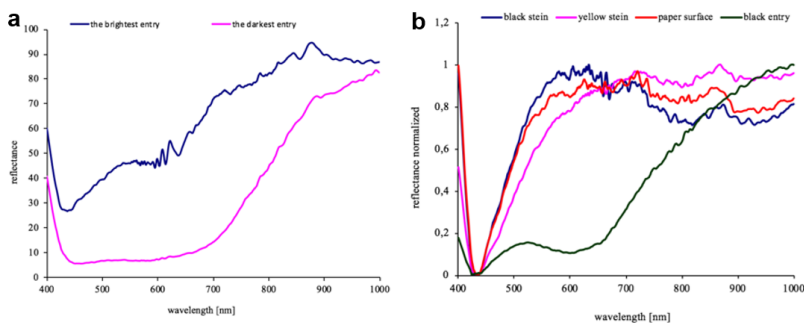 a
the brightest entry the darkest entry
100
90
80
70
60
50
40
30
20
10
0
reflectance
400 500 600 700 800 900 1000
wavelength [nm]
b
black stein yellow stein paper surface black entry
1,2
1
0,8
0,6
0,4
0,2
0
reflectance normalized
400 500 600 700 800 900 1000
wavelength [nm]